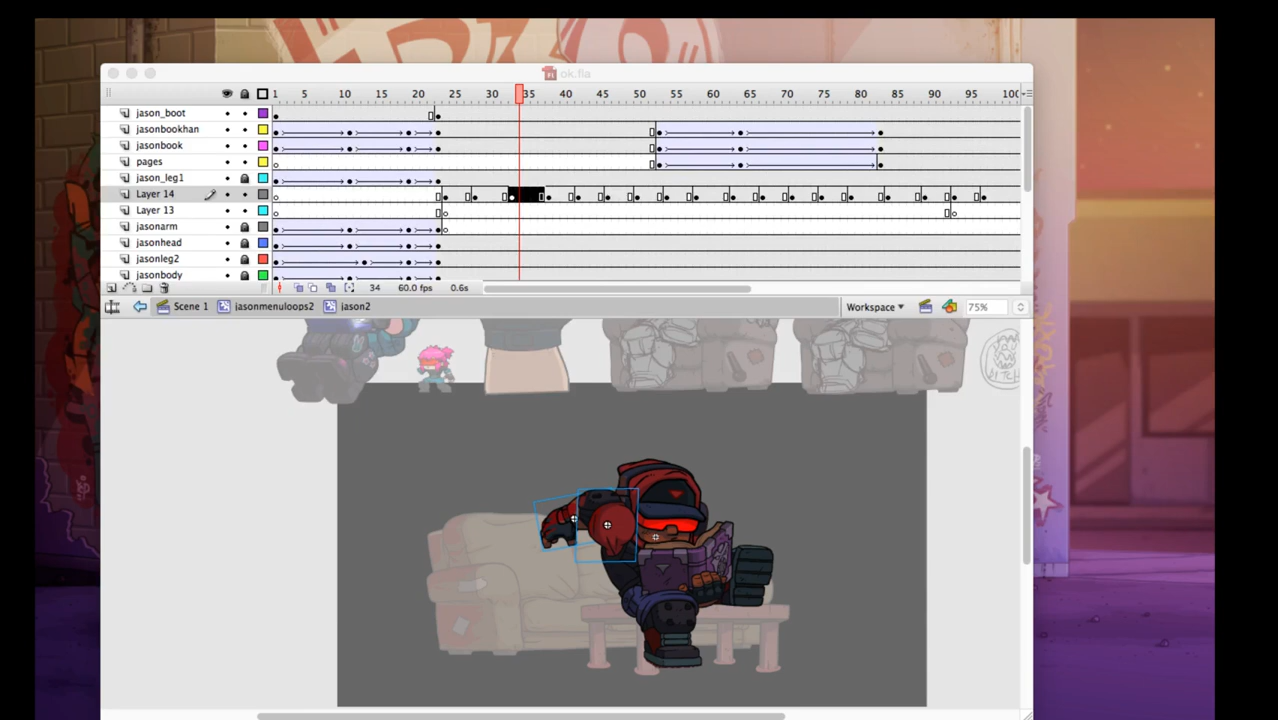 ok.fla
1 5 10 15 20 25 30 35 40 45 50 55 60 65 70 75 80 85 90 95 100
jason_boot
jasonbookhan
jasonbook
pages
jason_leg1
Layer 14
Layer 13
jasonarm
jasonhead
jasonleg2
jasonbody
34 60.0 fps 0.6s
Scene 1 jasonmenuloops2 jason2 Workspace 75%